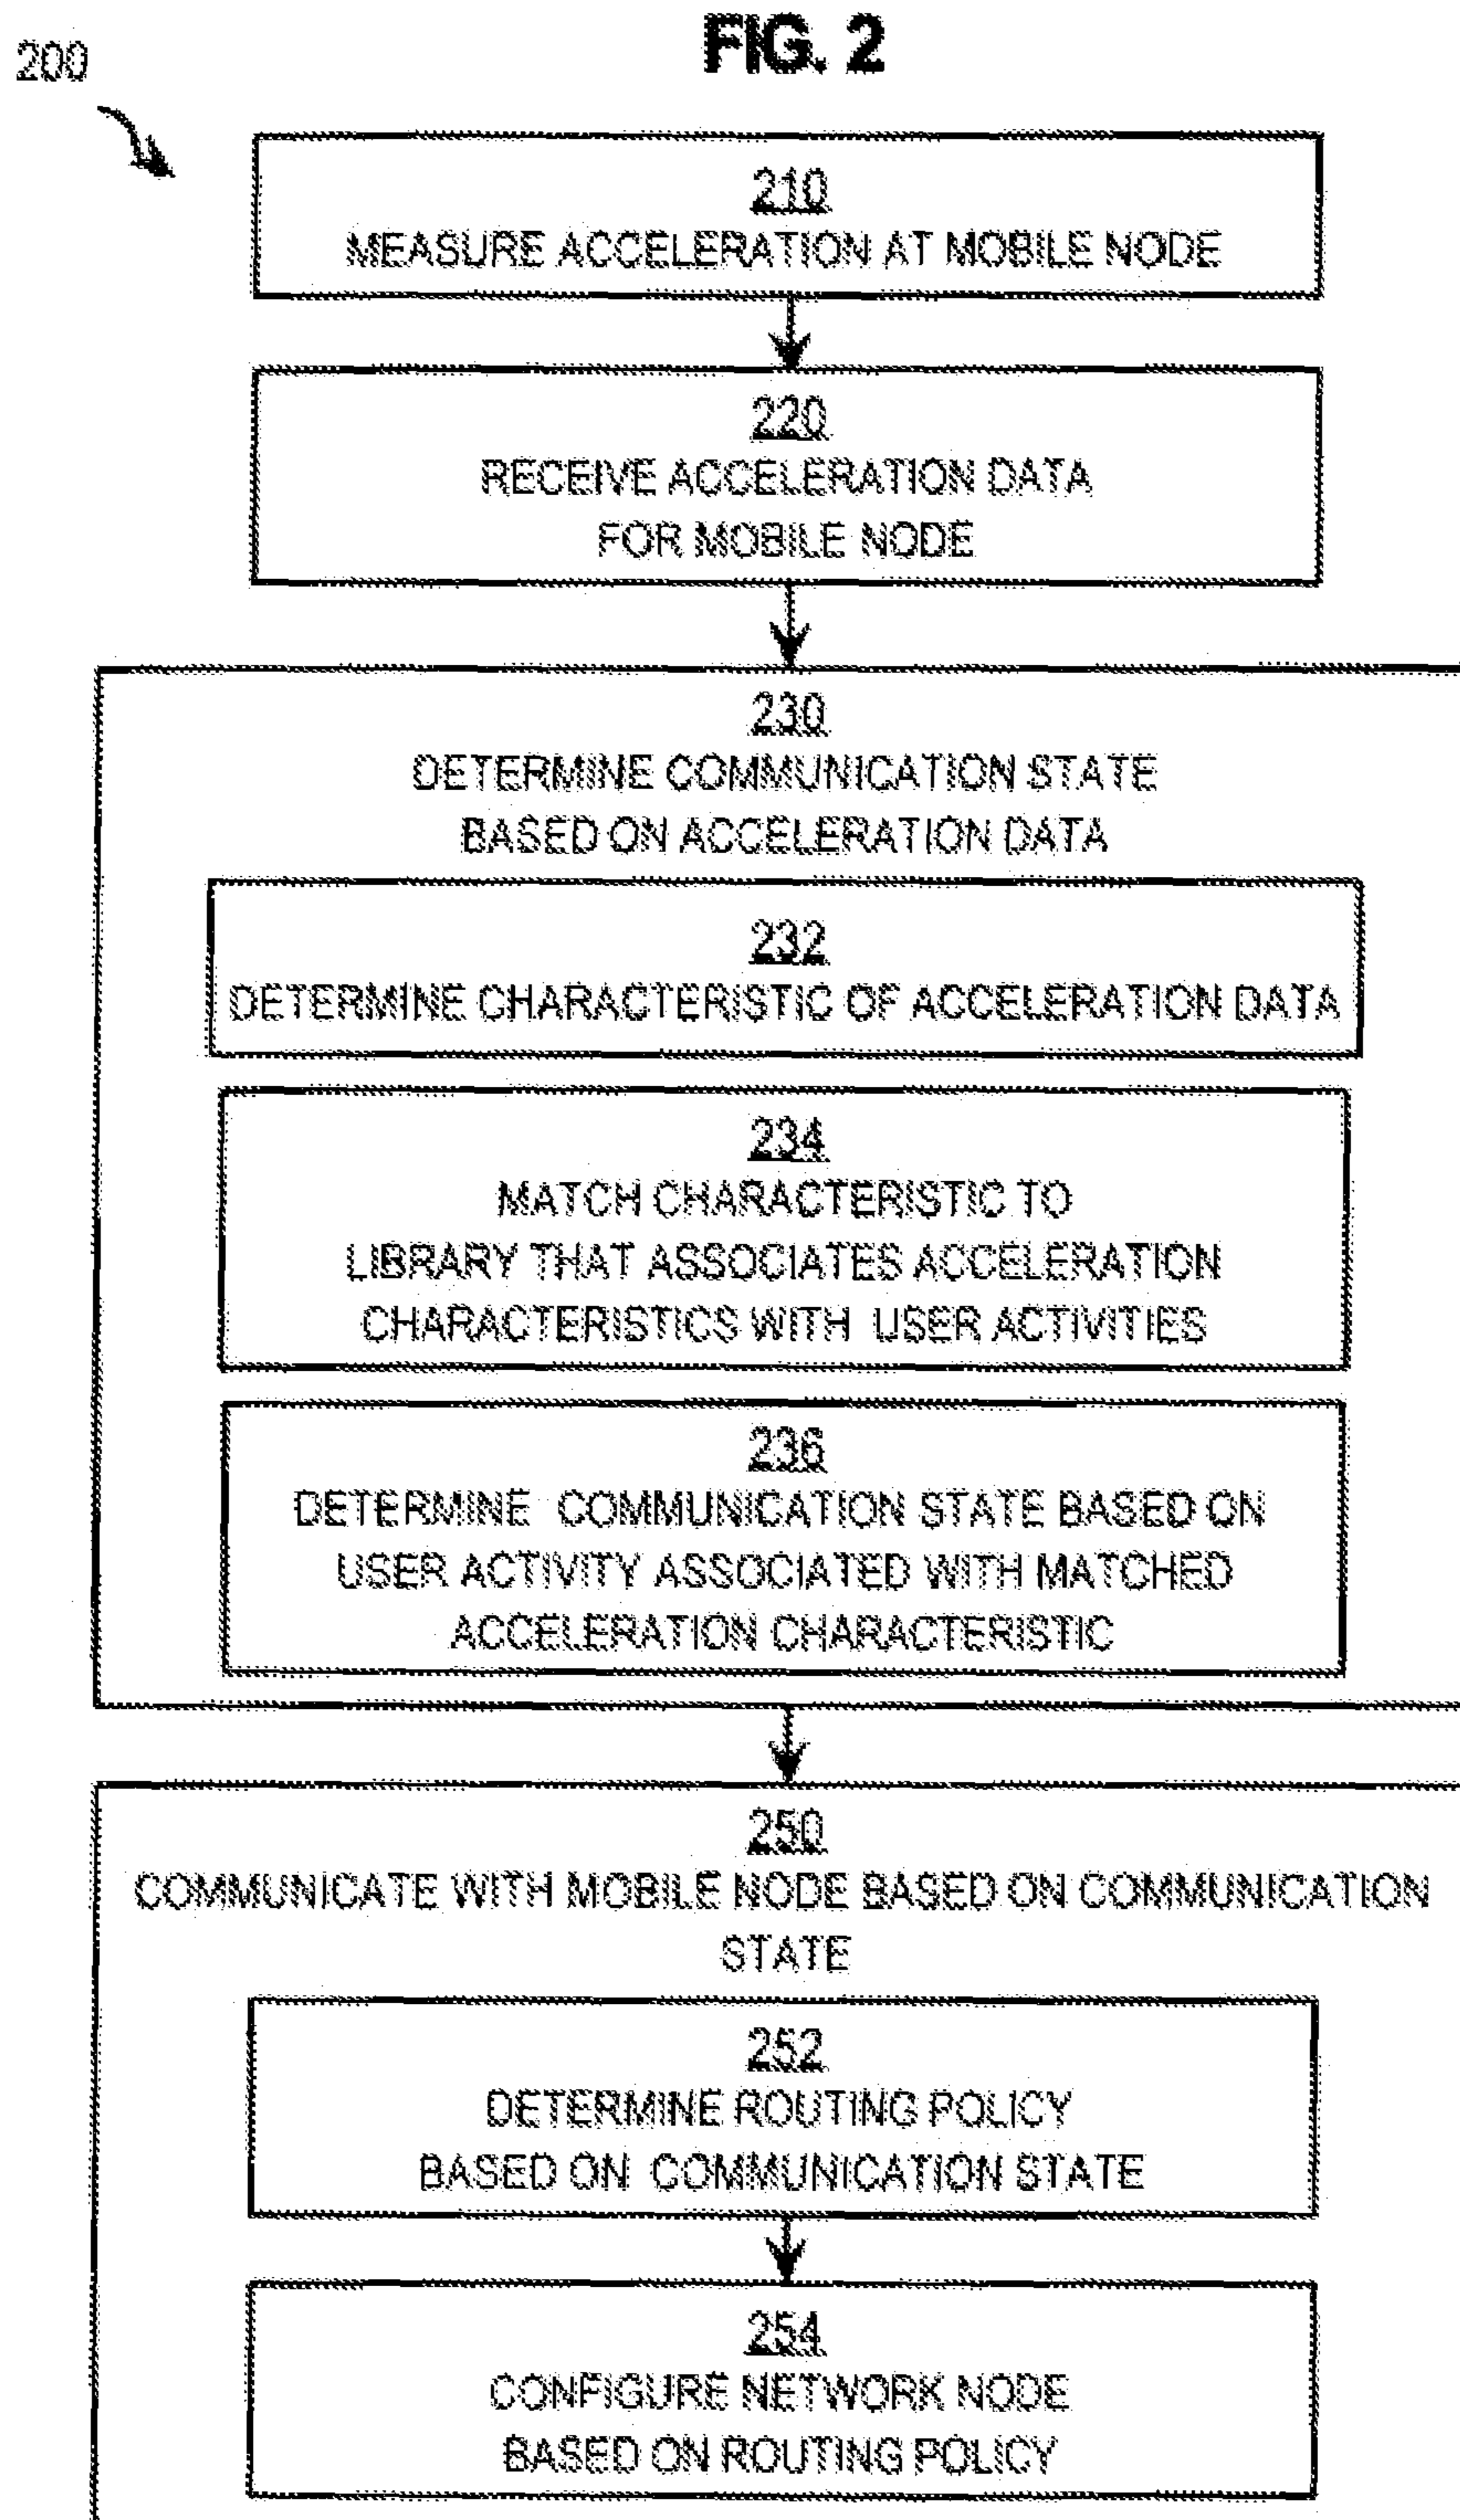 FIG. 2
200
210
MEASURE ACCELERATION AT MOBILE NODE
220
RECEIVE ACCELERATION DATA
FOR MOBILE NODE
230
DETERMINE COMMUNICATION STATE
BASED ON ACCELERATION DATA
232
DETERMINE CHARACTERISTIC OF ACCELERATION DATA
234
MATCH CHARACTERISTIC TO
LIBRARY THAT ASSOCIATES ACCELERATION
CHARACTERISTICS WITH USER ACTIVITIES
236
DETERMINE COMMUNICATION STATE BASED ON
USER ACTIVITY ASSOCIATED WITH MATCHED
ACCELERATION CHARACTERISTIC
250
COMMUNICATE WITH MOBILE NODE BASED ON COMMUNICATION
STATE
252
DETERMINE ROUTING POLICY
BASED ON COMMUNICATION STATE
254
CONFIGURE NETWORK NODE
BASED ON ROUTING POLICY